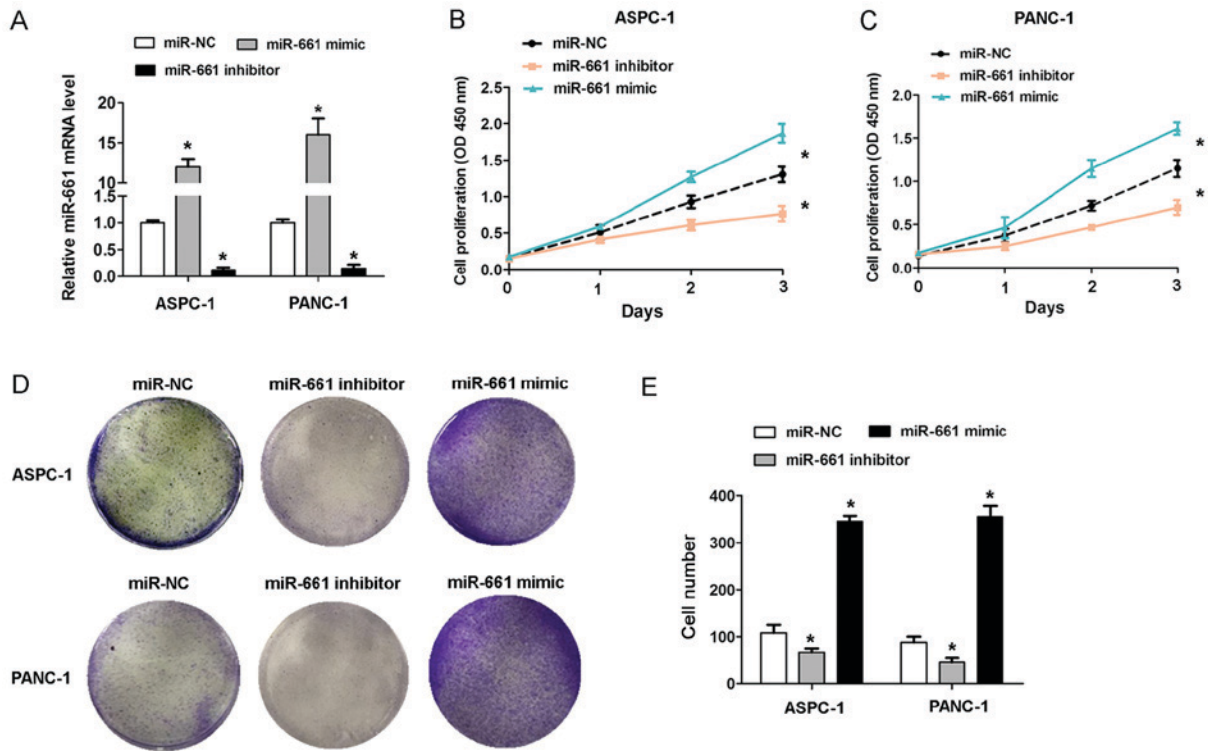 A
miR-NC
miR-661 mimic
miR-661 inhibitor
Relative miR-661 mRNA level
20
15
10
1.5
1.0
0.5
0.0
*
*
*
*
ASPC-1
PANC-1
B
ASPC-1
miR-NC
miR-661 inhibitor
miR-661 mimic
Cell proliferation (OD 450 nm)
2.5
2.0
1.5
1.0
0.5
0.0
*
*
0
1
2
3
Days
C
PANC-1
miR-NC
miR-661 inhibitor
miR-661 mimic
Cell proliferation (OD 450 nm)
2.0
1.5
1.0
0.5
0.0
*
*
0
1
2
3
Days
D
miR-NC
miR-661 inhibitor
miR-661 mimic
ASPC-1
miR-NC
miR-661 inhibitor
miR-661 mimic
PANC-1
E
miR-NC
miR-661 mimic
miR-661 inhibitor
Cell number
400
300
200
100
0
*
*
*
*
ASPC-1
PANC-1